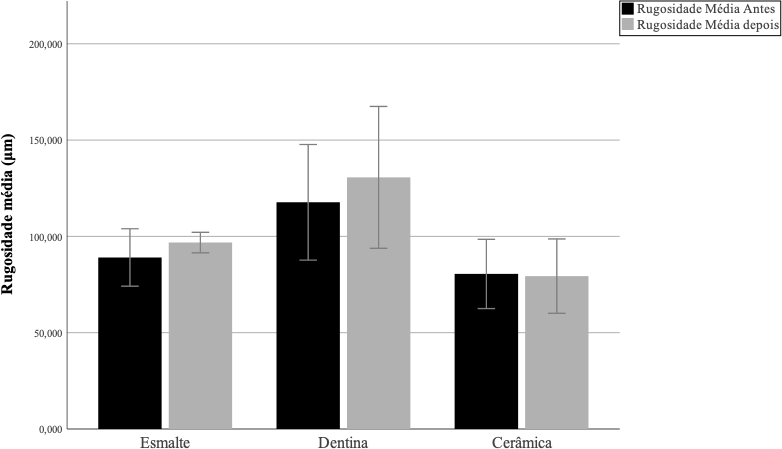 Rugosidade Média Antes
Rugosidade Média depois
Rugosidade média (µm)
200,000
150,000
100,000
50,000
0,000
Esmalte
Dentina
Cerâmica